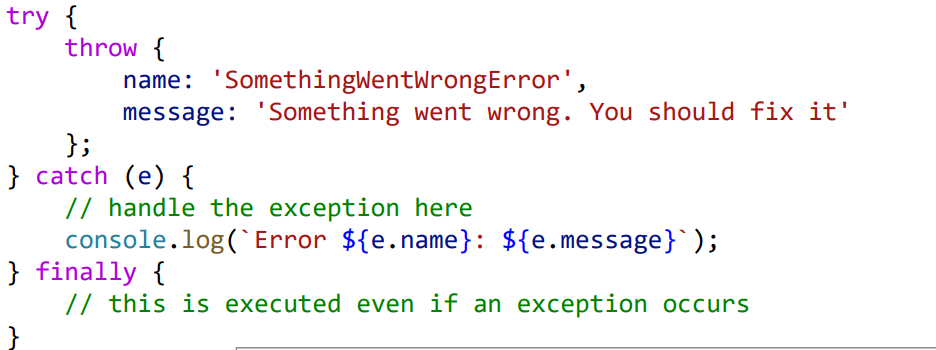 try {
    throw {
        name: 'SomethingWentWrongError',
        message: 'Something went wrong. You should fix it'
    };
} catch (e) {
    // handle the exception here
    console.log(`Error ${e.name}: ${e.message}`);
} finally {
    // this is executed even if an exception occurs
}